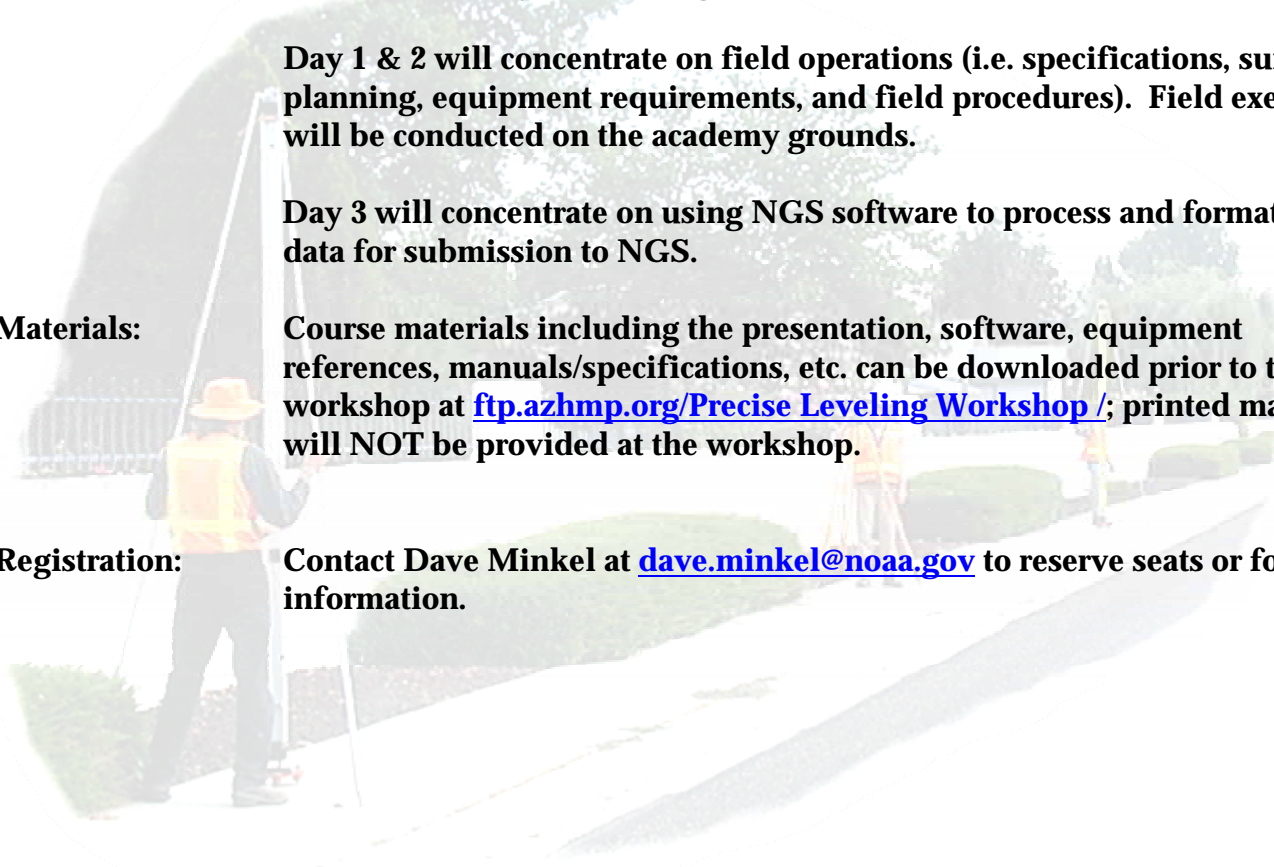 Day 1 & 2 will concentrate on field operations (i.e. specifications,
planning, equipment requirements, and field procedures). Field
will be conducted on the academy grounds.
Day 3 will concentrate on using NGS software to process and format
data for submission to NGS.
Materials: Course materials including the presentation, software, equipment
references, manuals/specifications, etc. can be downloaded prior to
workshop at ftp.azhmp.org/Precise Leveling Workshop /; printed
will NOT be provided at the workshop.
Registration: Contact Dave Minkel at dave.minkel@noaa.gov to reserve seats or
information.